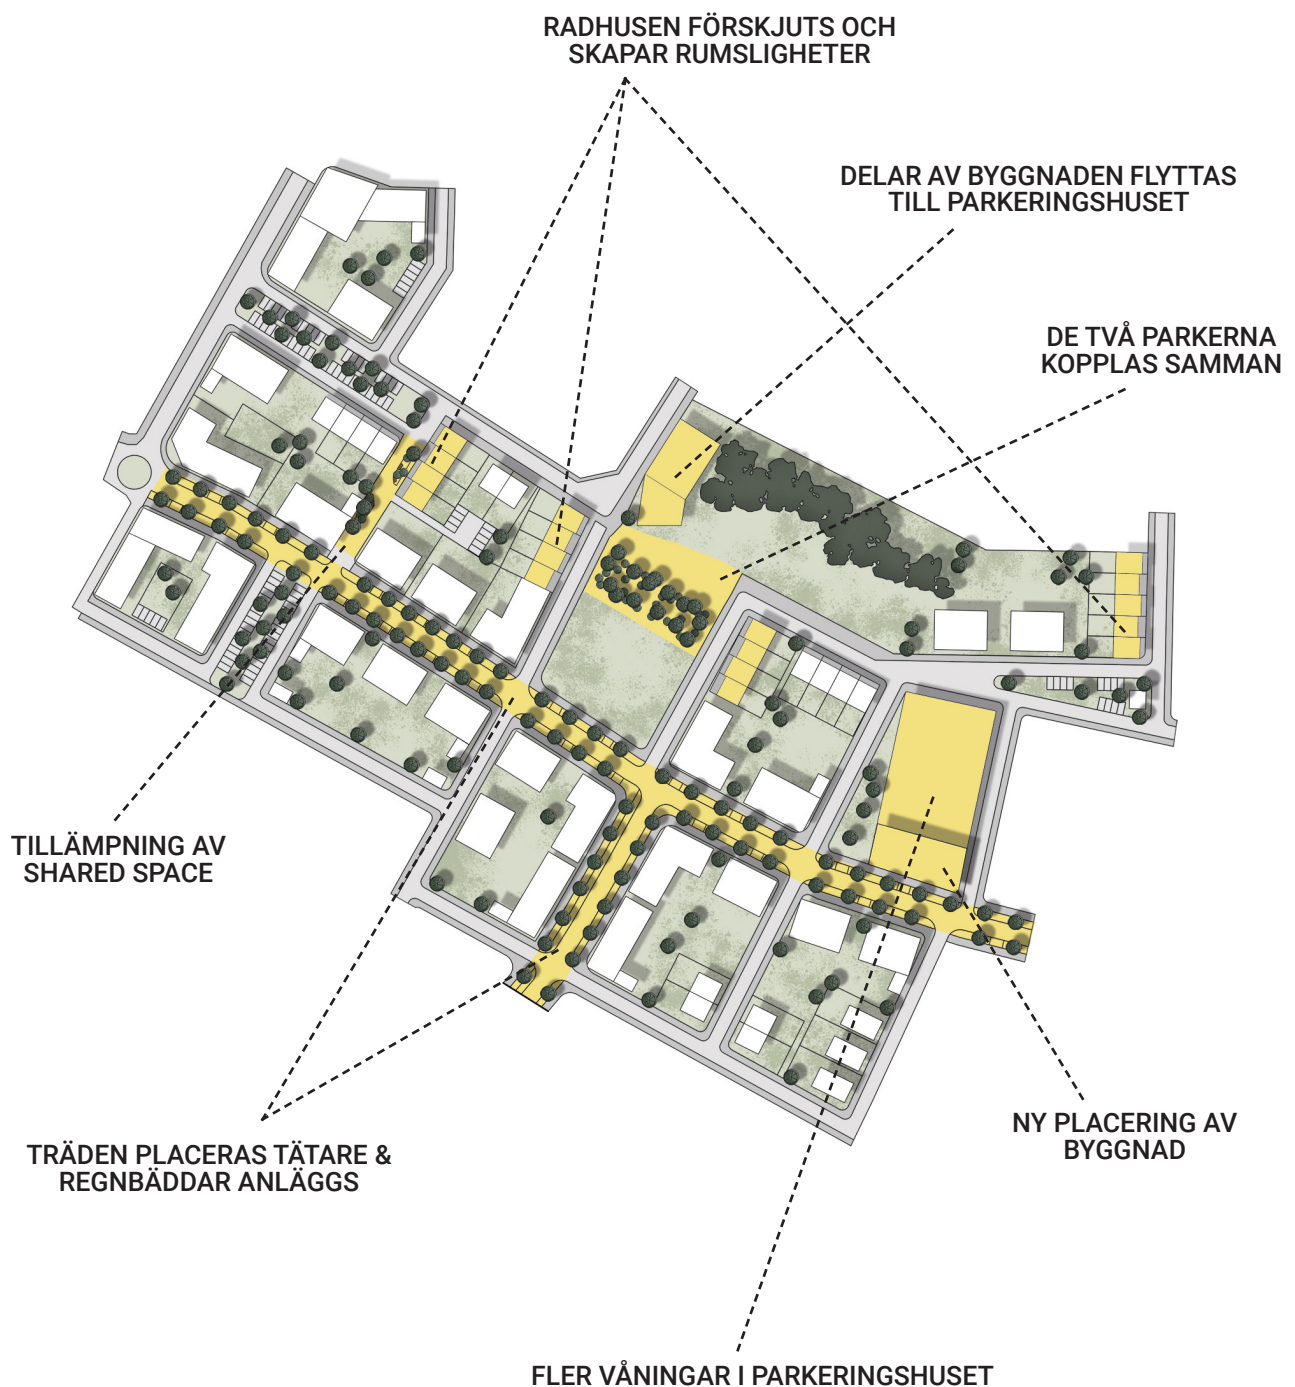 RADHUSEN FÖRSKJUTS OCH
SKAPAR RUMSLIGHETER
DELAR AV BYGGNADEN FLYTTAS
TILL PARKERINGSHUSET
DE TVÅ PARKERNA
KOPPLAS SAMMAN
TILLÄMPNING AV
SHARED SPACE
TRÄDEN PLACERAS TÄTARE &
REGNBÄDDAR ANLÄGGS
NY PLACERING AV
BYGGNAD
FLER VÅNINGAR I PARKERINGSHUSET